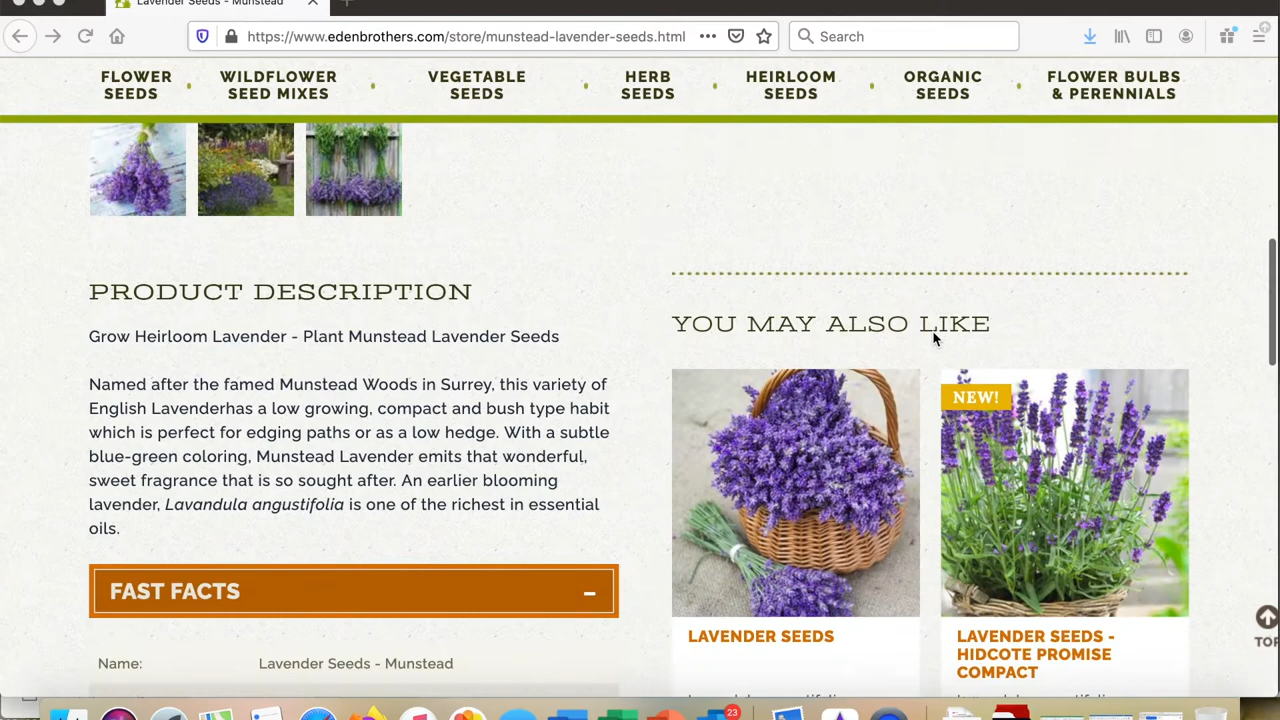 Lavender Seeds - Munstead
https://www.edenbrothers.com/store/munstead-lavender-seeds.html
Search
FLOWER SEEDS
WILDFLOWER SEED MIXES
VEGETABLE SEEDS
HERB SEEDS
HEIRLOOM SEEDS
ORGANIC SEEDS
FLOWER BULBS & PERENNIALS
PRODUCT DESCRIPTION
Grow Heirloom Lavender - Plant Munstead Lavender Seeds
Named after the famed Munstead Woods in Surrey, this variety of
English Lavenderhas a low growing, compact and bush type habit
which is perfect for edging paths or as a low hedge. With a subtle
blue-green coloring, Munstead Lavender emits that wonderful,
sweet fragrance that is so sought after. An earlier blooming
lavender, Lavandula angustifolia is one of the richest in essential
oils.
FAST FACTS
Name:
Lavender Seeds - Munstead
YOU MAY ALSO LIKE
NEW!
LAVENDER SEEDS
LAVENDER SEEDS -
HIDCOTE PROMISE
COMPACT
TOP
23